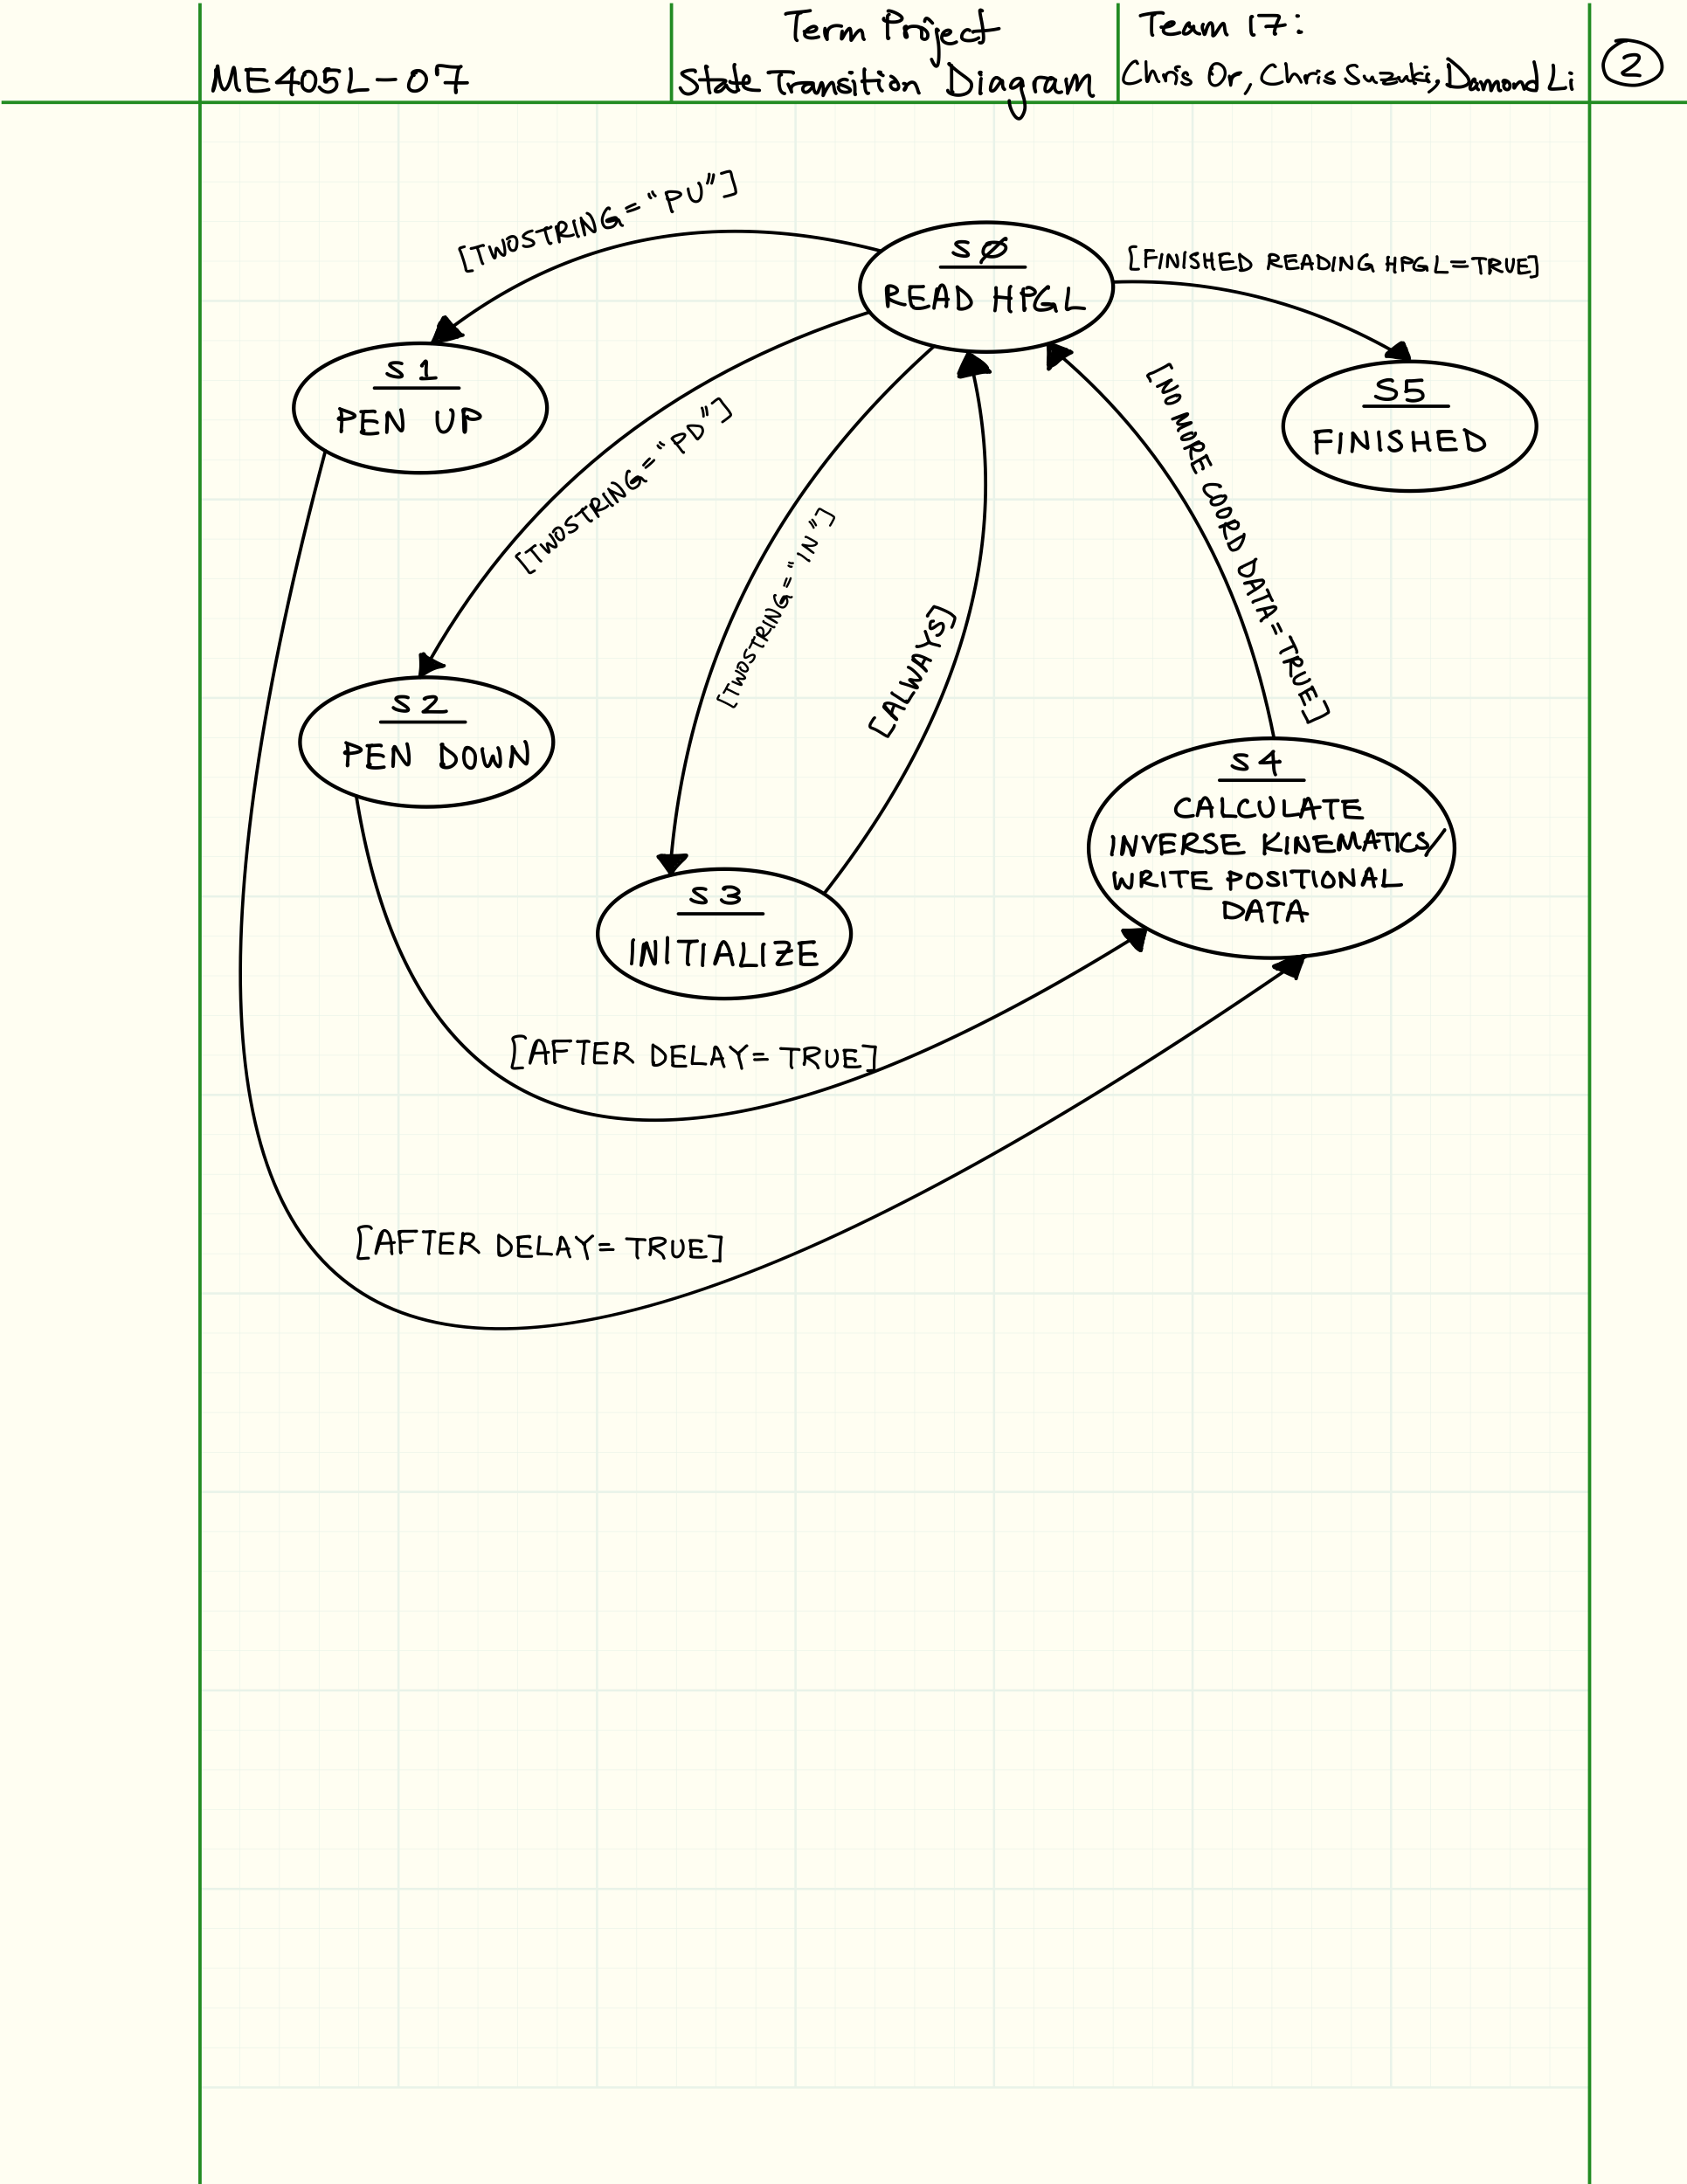 ME405L-07
Term Project
State Transition Diagram
Team 17:
Chris Or, Chris Suzuki, Damond Li
2
[TWOSTRING="PU"]
S0
READ HPGL
[FINISHED READING HPGL=TRUE]
S1
PEN UP
[TWOSTRING="PD"]
[TWOSTRING="IN"]
[ALWAYS]
[NO MORE COORD DATA=TRUE]
S5
FINISHED
S2
PEN DOWN
S3
INITIALIZE
S4
CALCULATE
INVERSE KINEMATICS/
WRITE POSITIONAL
DATA
[AFTER DELAY= TRUE]
[AFTER DELAY= TRUE]